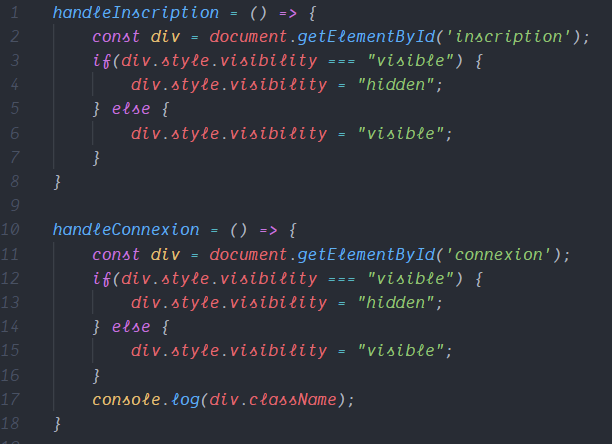 1 handleInscription = () => {
2 const div = document.getElementById('inscription');
3 if(div.style.visibility === "visible") {
4 div.style.visibility = "hidden";
5 } else {
6 div.style.visibility = "visible";
7 }
8 }
9
10 handleConnexion = () => {
11 const div = document.getElementById('connexion');
12 if(div.style.visibility === "visible") {
13 div.style.visibility = "hidden";
14 } else {
15 div.style.visibility = "visible";
16 }
17 console.log(div.className);
18 }